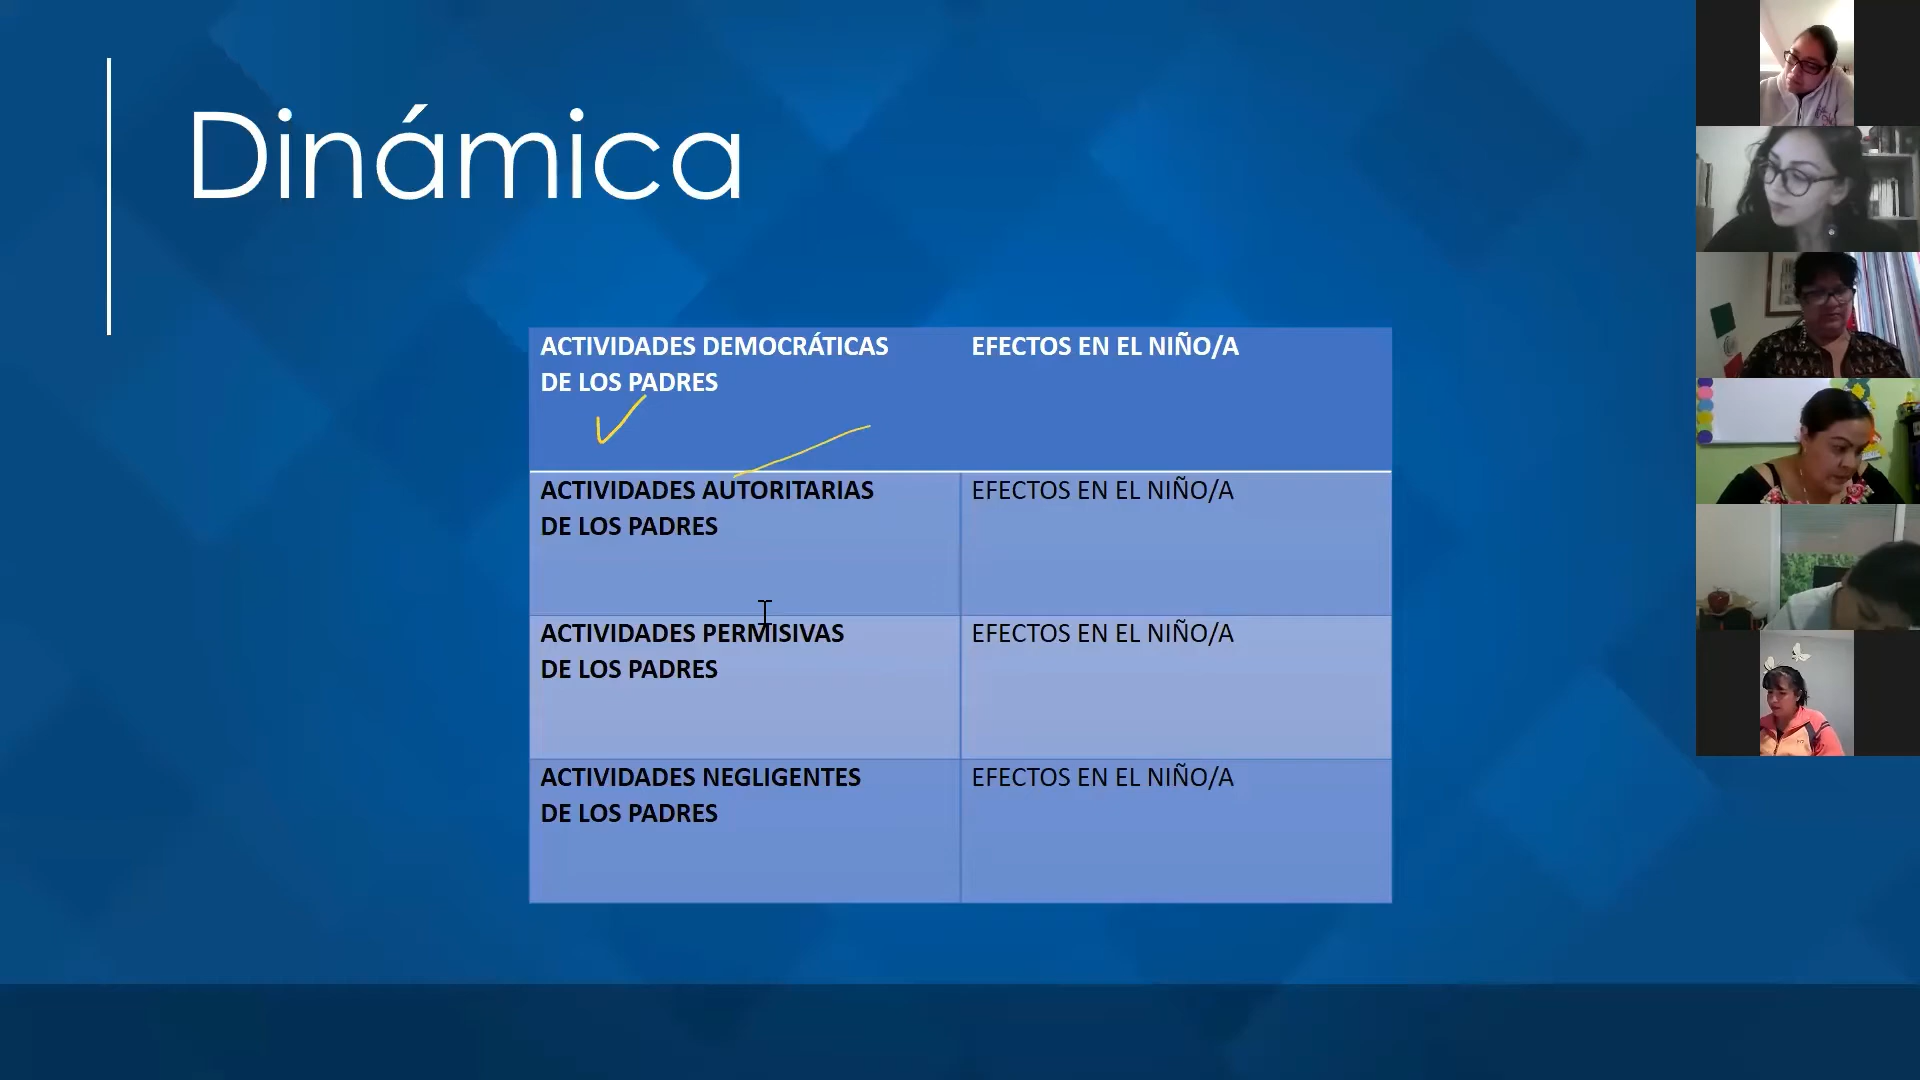 Dinámica
ACTIVIDADES DEMOCRÁTICAS
DE LOS PADRES
EFECTOS EN EL NIÑO/A
ACTIVIDADES AUTORITARIAS
DE LOS PADRES
EFECTOS EN EL NIÑO/A
ACTIVIDADES PERMISIVAS
DE LOS PADRES
EFECTOS EN EL NIÑO/A
ACTIVIDADES NEGLIGENTES
DE LOS PADRES
EFECTOS EN EL NIÑO/A